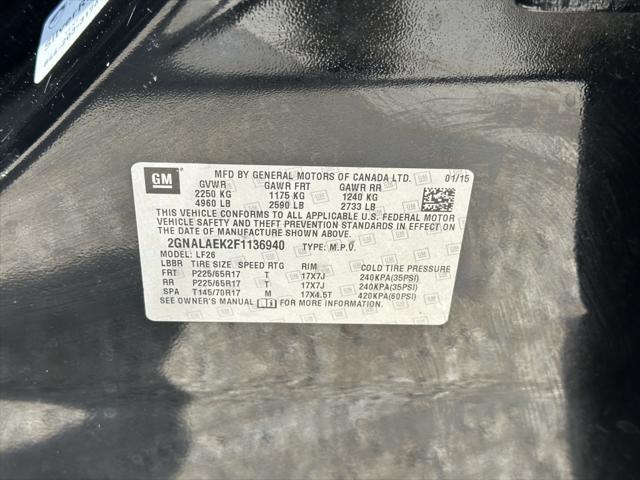 GM
MFD BY GENERAL MOTORS OF CANADA LTD. 01/15
GVWR GAWR FRT GAWR RR
2250 KG 1175 KG 1240 KG
4960 LB 2590 LB 2733 LB
THIS VEHICLE CONFORMS TO ALL APPLICABLE U.S. FEDERAL MOTOR
VEHICLE SAFETY AND THEFT PREVENTION STANDARDS IN EFFECT ON THE
DATE OF MANUFACTURE SHOWN ABOVE.
2GNALAEK2F1136940 TYPE: M.P.V.
MODEL: LF26
LBBR TIRE SIZE SPEED RTG RIM COLD TIRE PRESSURE
FRT P225/65R17 T 17X7J 240KPA(35PSI)
RR P225/65R17 T 17X7J 240KPA(35PSI)
SPA T145/70R17 M 17X4.5T 420KPA(60PSI)
SEE OWNER'S MANUAL FOR MORE INFORMATION.